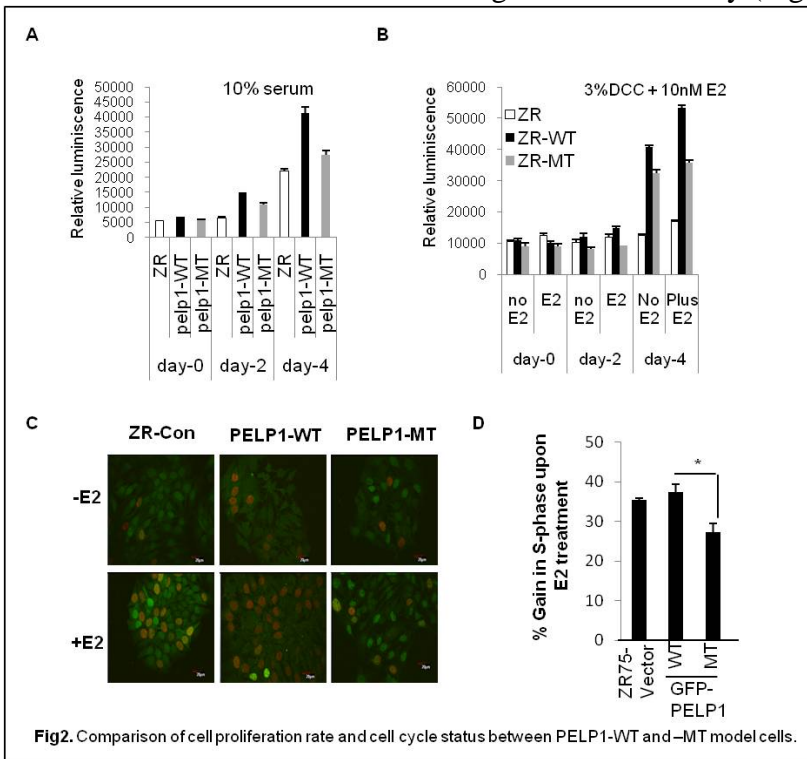 A
10% serum
Relative luminiscence
50000
45000
40000
35000
30000
25000
20000
15000
10000
5000
0
ZR
pelp1-WT
pelp1-MT
ZR
pelp1-WT
pelp1-MT
ZR
pelp1-WT
pelp1-MT
day-0
day-2
day-4
B
3%DCC + 10nM E2
ZR
ZR-WT
ZR-MT
Relative luminescence
60000
50000
40000
30000
20000
10000
0
no E2
E2
no E2
E2
No E2
Plus E2
day-0
day-2
day-4
C
ZR-Con
PELP1-WT
PELP1-MT
-E2
+E2
D
% Gain in S-phase upon
E2 treatment
50
40
30
20
10
0
*
ZR75-
Vector
WT
MT
GFP-
PELP1
Fig2. Comparison of cell proliferation rate and cell cycle status between PELP1-WT and –MT model cells.